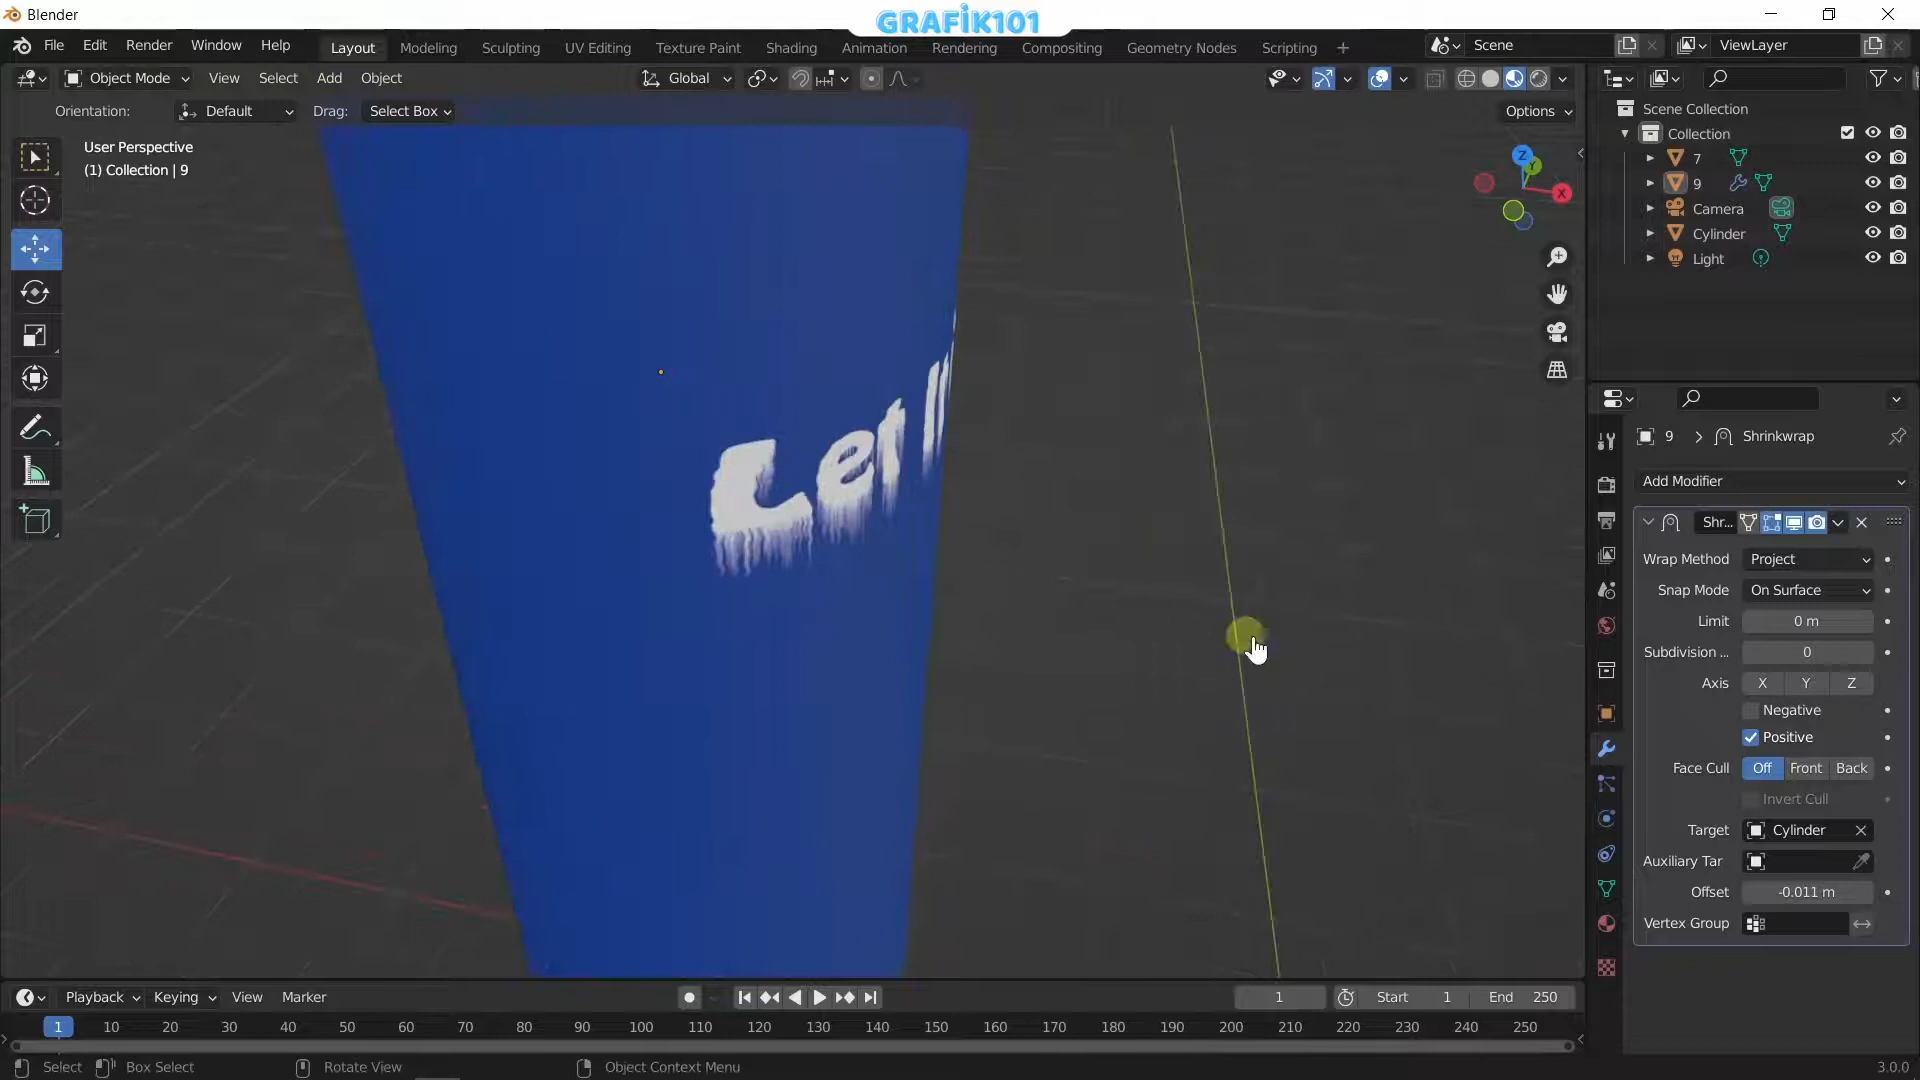 Blender
GRAFİK101
File Edit Render Window Help
Layout Modeling Sculpting UV Editing Texture Paint Shading Animation Rendering Compositing Geometry Nodes Scripting +
Scene
ViewLayer
Object Mode View Select Add Object
Global
Orientation: Default Drag: Select Box
Options
User Perspective
(1) Collection | 9
Z
Y
X
Let
Scene Collection
Collection
7
9
Camera
Cylinder
Light
9 > Shrinkwrap
Add Modifier
Shr...
Wrap Method Project
Snap Mode On Surface
Limit 0 m
Subdivision ... 0
Axis X Y Z
Negative
Positive
Face Cull Off Front Back
Invert Cull
Target Cylinder
Auxiliary Tar
Offset -0.011 m
Vertex Group
Playback Keying View Marker
1 Start 1 End 250
1 10 20 30 40 50 60 70 80 90 100 110 120 130 140 150 160 170 180 190 200 210 220 230 240 250
Select Box Select Rotate View Object Context Menu 3.0.0